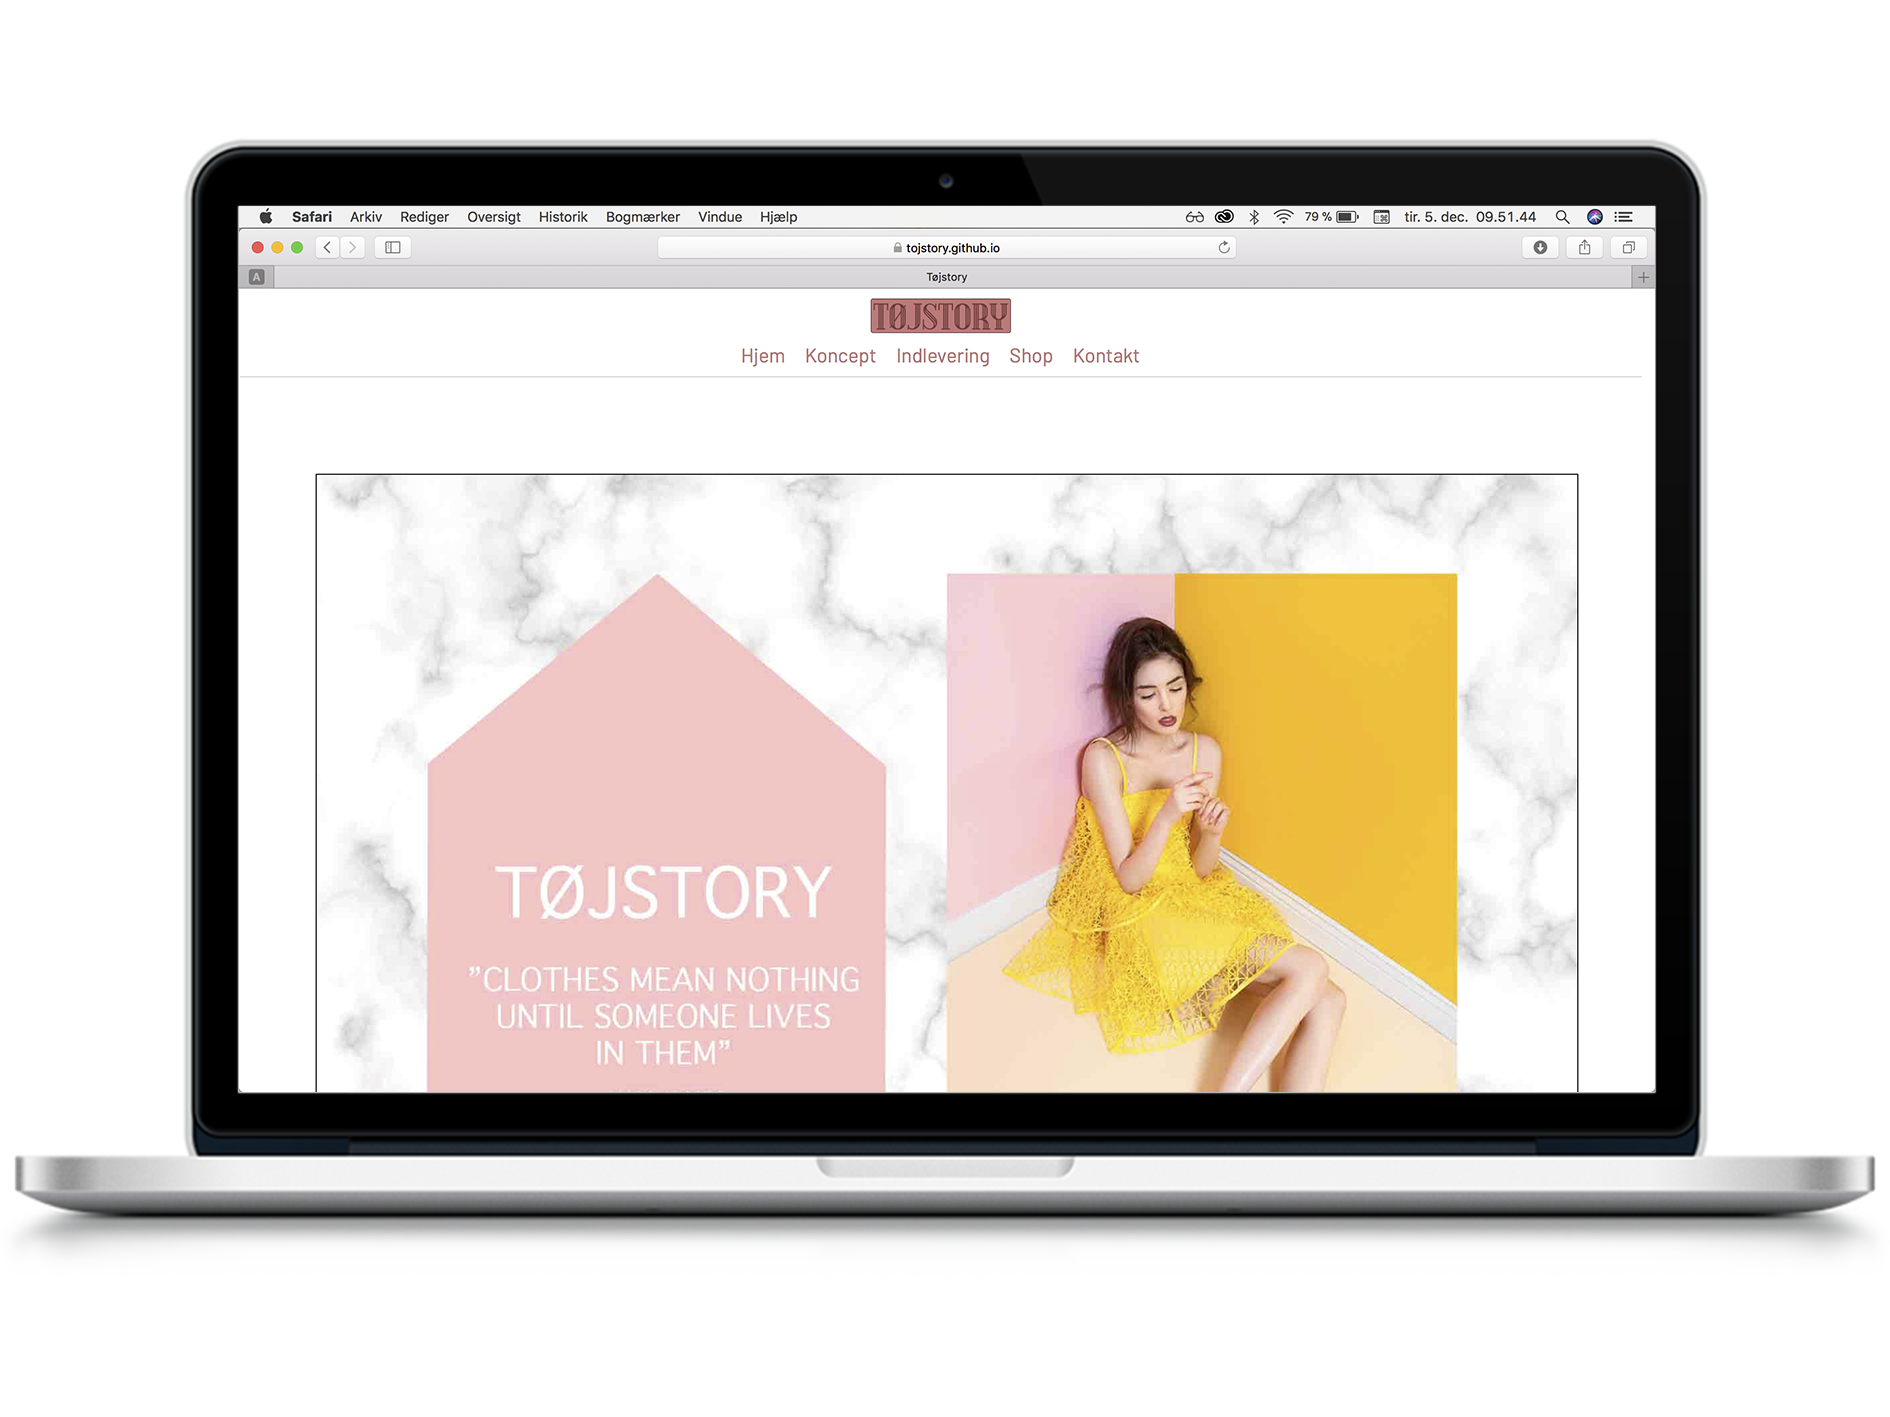 Safari Arkiv Rediger Oversigt Historik Bogmærker Vindue Hjælp 79 % tir. 5. dec. 09.51.44
tojstory.github.io
A Tøjstory
TØJSTORY
Hjem Koncept Indlevering Shop Kontakt
TØJSTORY
”CLOTHES MEAN NOTHING
UNTIL SOMEONE LIVES
IN THEM”